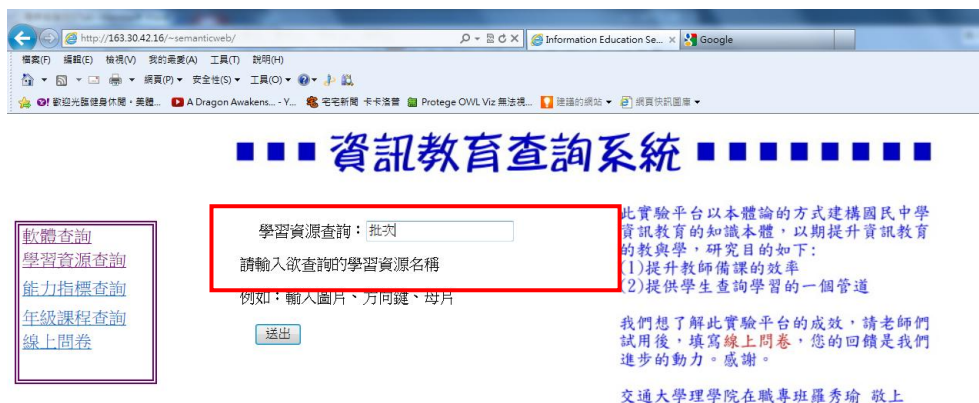 http://163.30.42.16/~semanticweb/
Information Education Se...
Google
檔案(F) 編輯(E) 檢視(V) 我的最愛(A) 工具(T) 說明(H)
網頁(P) 安全性(S) 工具(O)
歡迎光臨健身休閒‧美體... A Dragon Awakens... - Y... 宅宅新聞 卡卡洛普 Protege OWL Viz 無法視... 建議的網站 網頁快訊圖庫
資訊教育查詢系統
軟體查詢
學習資源查詢
能力指標查詢
年級課程查詢
線上問卷
學習資源查詢：批次
請輸入欲查詢的學習資源名稱
例如：輸入圖片、方向鍵、母片
送出
此實驗平台以本體論的方式建構國民中學
資訊教育的知識本體，以期提升資訊教育
的教與學，研究目的如下:
(1)提升教師備課的效率
(2)提供學生查詢學習的一個管道
我們想了解此實驗平台的成效，請老師們
試用後，填寫線上問卷，您的回饋是我們
進步的動力。感謝。
交通大學理學院在職專班羅秀瑜 敬上